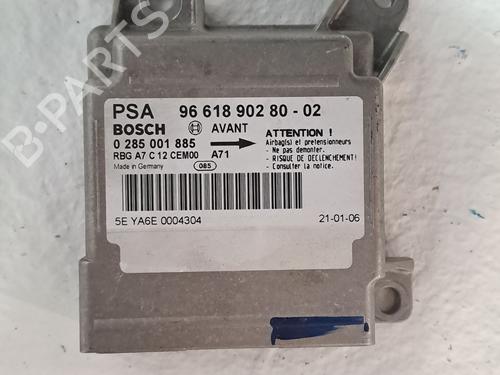 B-PARTS
PSA 96 618 902 80 - 02
BOSCH AVANT
0 285 001 885
RBG A7 C 12 CEM00 A71
Made in Germany 085
ATTENTION !
Airbag(s) et pretensionneurs
- Ne pas demonter.
- RISQUE DE DECLENCHEMENT!
- Consulter la notice.
5E YA6E 0004304 21-01-06